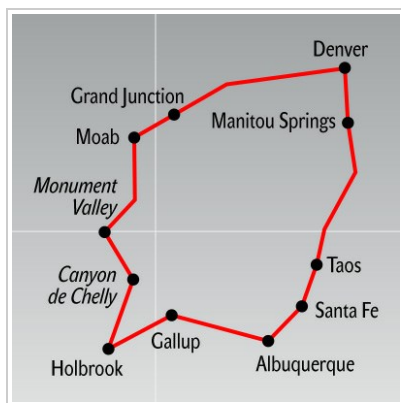 Denver
Grand Junction
Manitou Springs
Moab
Monument
Valley
Canyon
de Chelly
Taos
Santa Fe
Gallup
Holbrook
Albuquerque